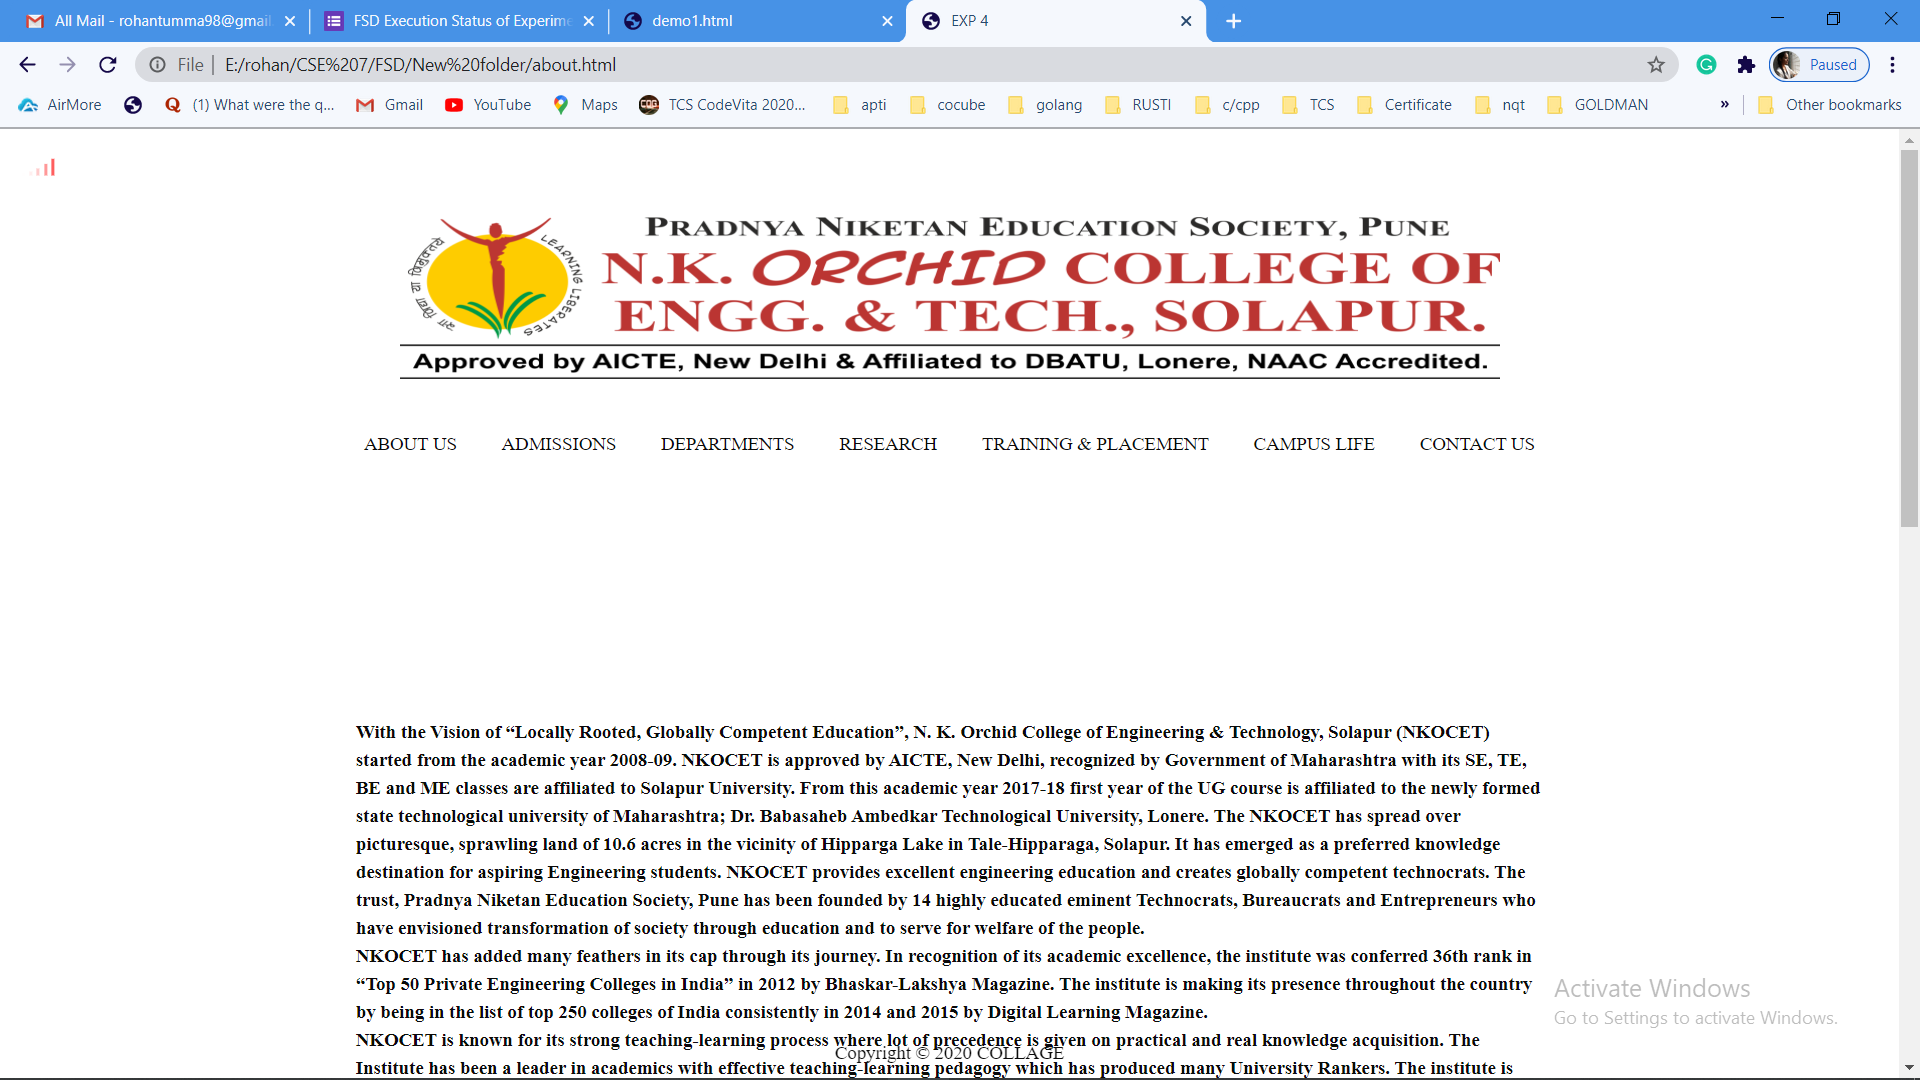 All Mail - rohantumma98@gmail.
FSD Execution Status of Experime
demo1.html
EXP 4
File | E:/rohan/CSE%207/FSD/New%20folder/about.html
Paused
AirMore
(1) What were the q...
Gmail
YouTube
Maps
TCS CodeVita 2020...
apti
cocube
golang
RUSTI
c/cpp
TCS
Certificate
nqt
GOLDMAN
»
Other bookmarks
PRADNYA NIKETAN EDUCATION SOCIETY, PUNE
N.K. ORCHID COLLEGE OF
ENGG. & TECH., SOLAPUR.
सा विद्या या विमुक्तये
LEARNING LIBERATES
Approved by AICTE, New Delhi & Affiliated to DBATU, Lonere, NAAC Accredited.
ABOUT US ADMISSIONS DEPARTMENTS RESEARCH TRAINING & PLACEMENT CAMPUS LIFE CONTACT US
With the Vision of “Locally Rooted, Globally Competent Education”, N. K. Orchid College of Engineering & Technology, Solapur (NKOCET)
started from the academic year 2008-09. NKOCET is approved by AICTE, New Delhi, recognized by Government of Maharashtra with its SE, TE,
BE and ME classes are affiliated to Solapur University. From this academic year 2017-18 first year of the UG course is affiliated to the newly formed
state technological university of Maharashtra; Dr. Babasaheb Ambedkar Technological University, Lonere. The NKOCET has spread over
picturesque, sprawling land of 10.6 acres in the vicinity of Hipparga Lake in Tale-Hipparaga, Solapur. It has emerged as a preferred knowledge
destination for aspiring Engineering students. NKOCET provides excellent engineering education and creates globally competent technocrats. The
trust, Pradnya Niketan Education Society, Pune has been founded by 14 highly educated eminent Technocrats, Bureaucrats and Entrepreneurs who
have envisioned transformation of society through education and to serve for welfare of the people.
NKOCET has added many feathers in its cap through its journey. In recognition of its academic excellence, the institute was conferred 36th rank in
“Top 50 Private Engineering Colleges in India” in 2012 by Bhaskar-Lakshya Magazine. The institute is making its presence throughout the country
by being in the list of top 250 colleges of India consistently in 2014 and 2015 by Digital Learning Magazine.
NKOCET is known for its strong teaching-learning process where lot of precedence is given on practical and real knowledge acquisition. The
Copyright © 2020 COLLAGE
Institute has been a leader in academics with effective teaching-learning pedagogy which has produced many University Rankers. The institute is
Activate Windows
Go to Settings to activate Windows.